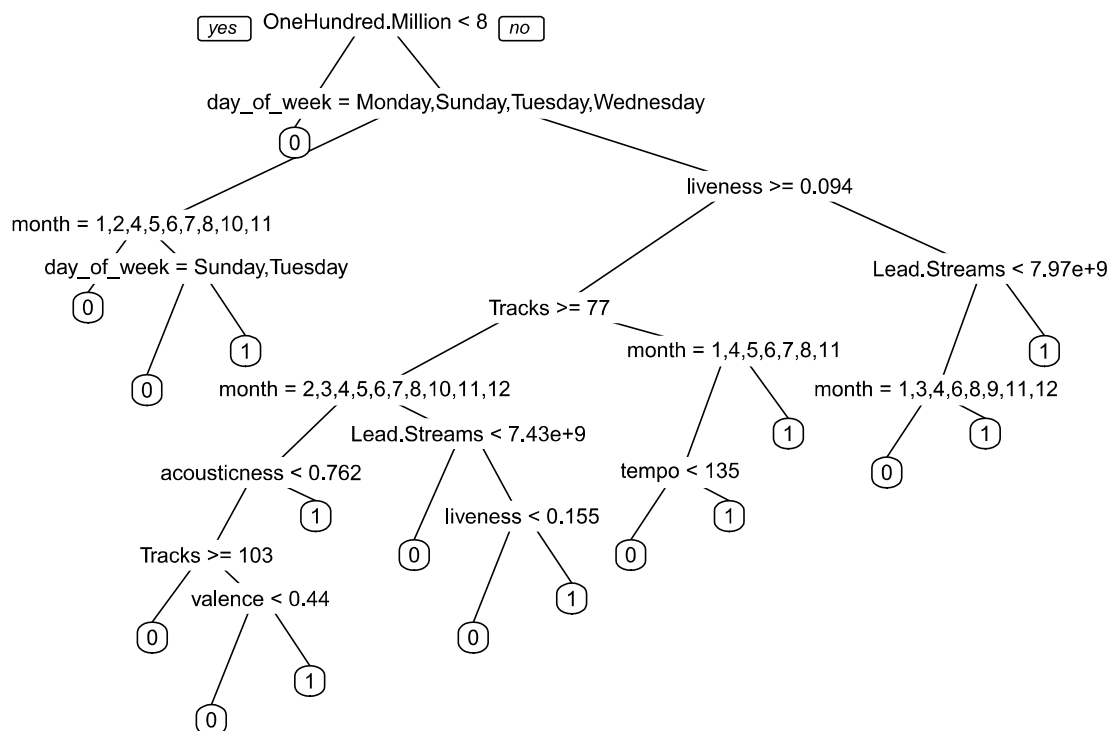 yes OneHundred.Million < 8 no
day_of_week = Monday,Sunday,Tuesday,Wednesday
0
liveness >= 0.094
month = 1,2,4,5,6,7,8,10,11
day_of_week = Sunday,Tuesday
Lead.Streams < 7.97e+9
0
Tracks >= 77
1
month = 1,4,5,6,7,8,11
1
0
month = 2,3,4,5,6,7,8,10,11,12
month = 1,3,4,6,8,9,11,12
Lead.Streams < 7.43e+9
1
1
acousticness < 0.762
tempo < 135
0
1
liveness < 0.155
1
Tracks >= 103
0
0
valence < 0.44
1
0
0
1
0